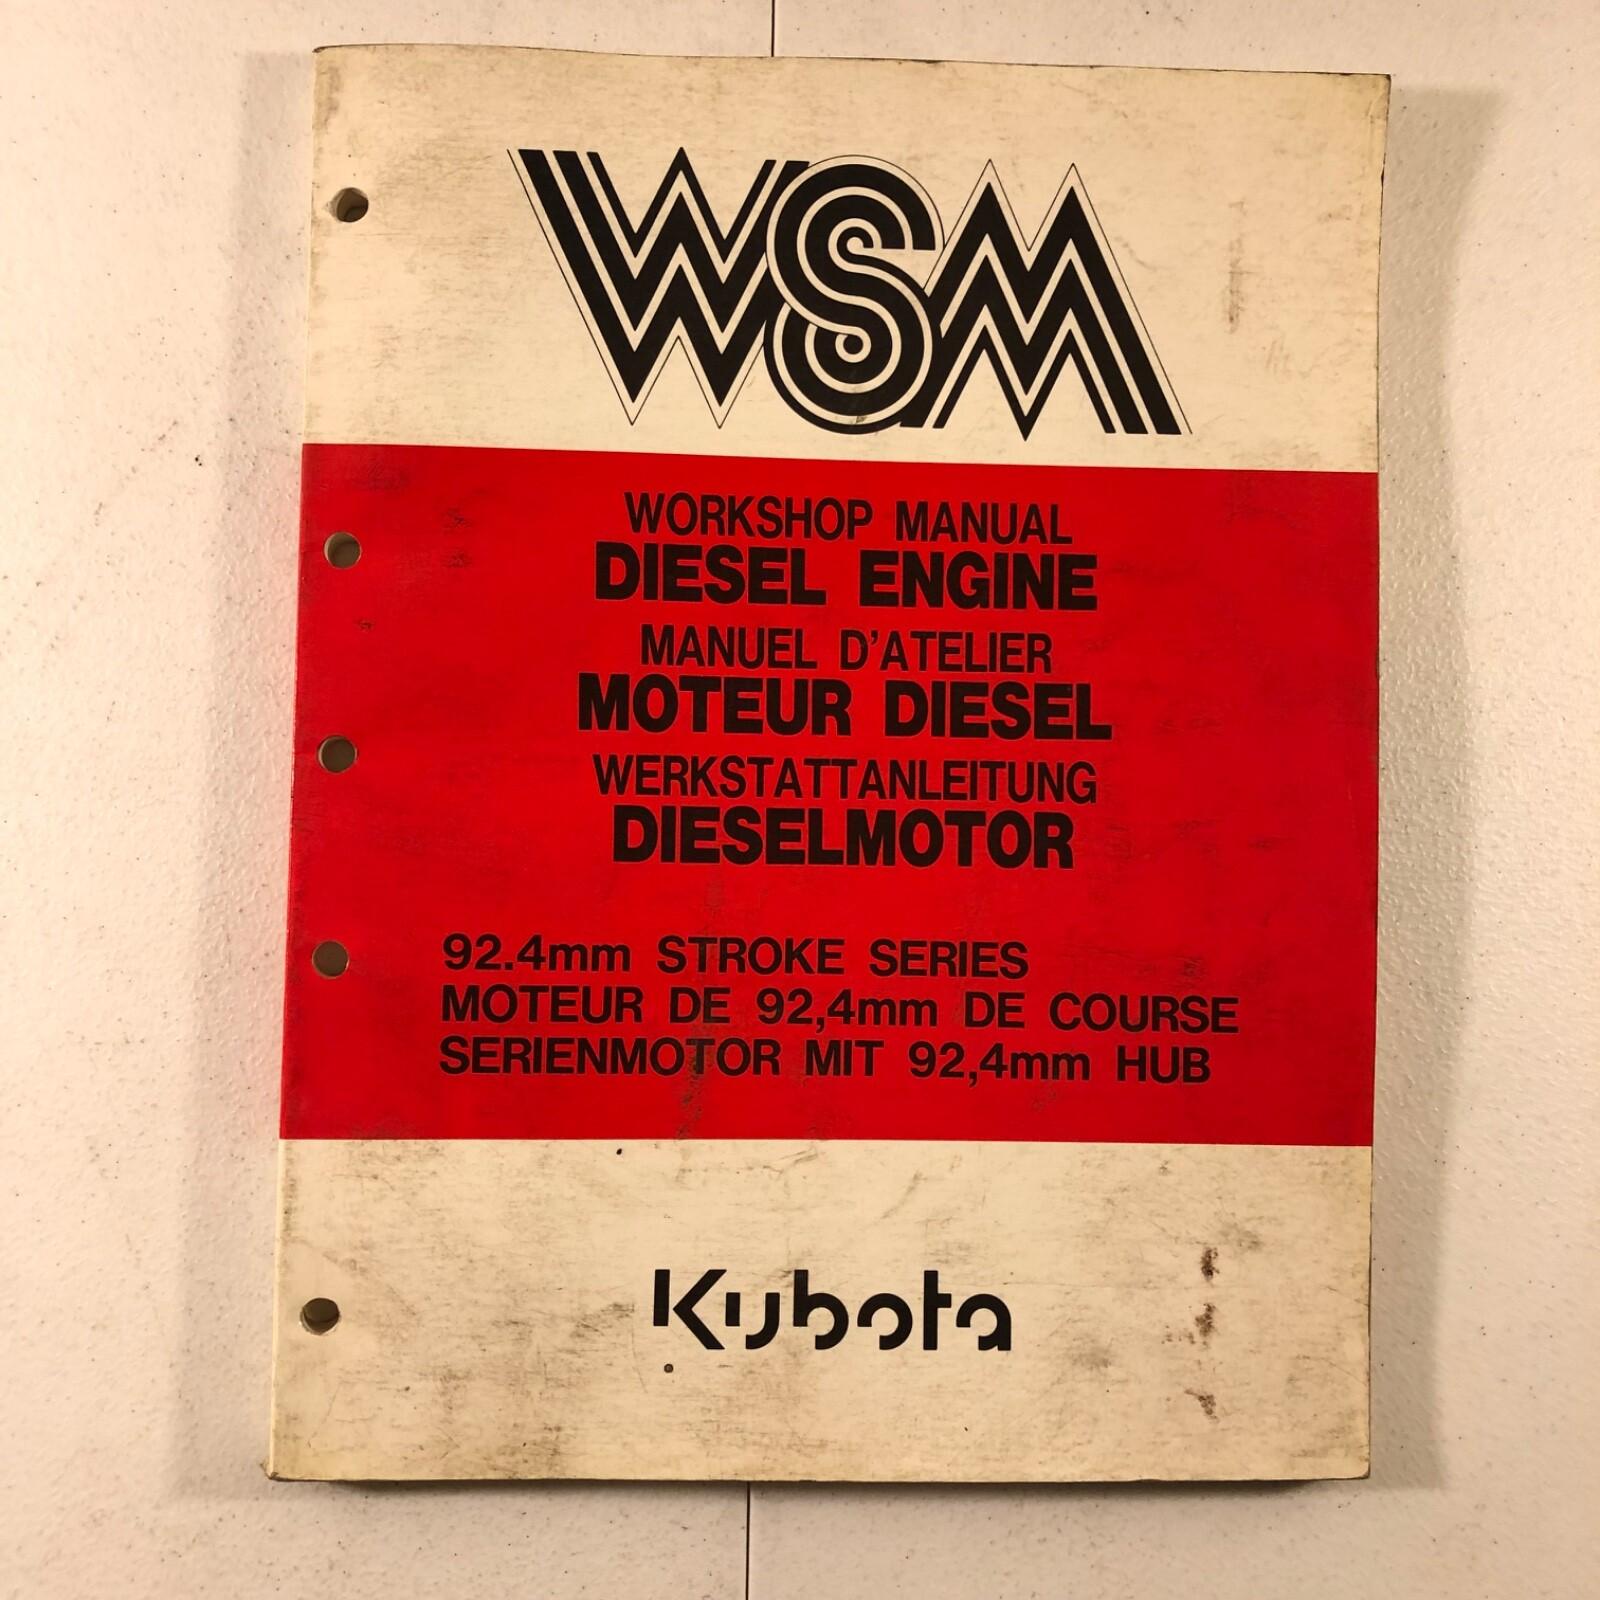 WSM
WORKSHOP MANUAL
DIESEL ENGINE
MANUEL D'ATELIER
MOTEUR DIESEL
WERKSTATTANLEITUNG
DIESELMOTOR
92.4mm STROKE SERIES
MOTEUR DE 92,4mm DE COURSE
SERIENMOTOR MIT 92,4mm HUB
Kubota